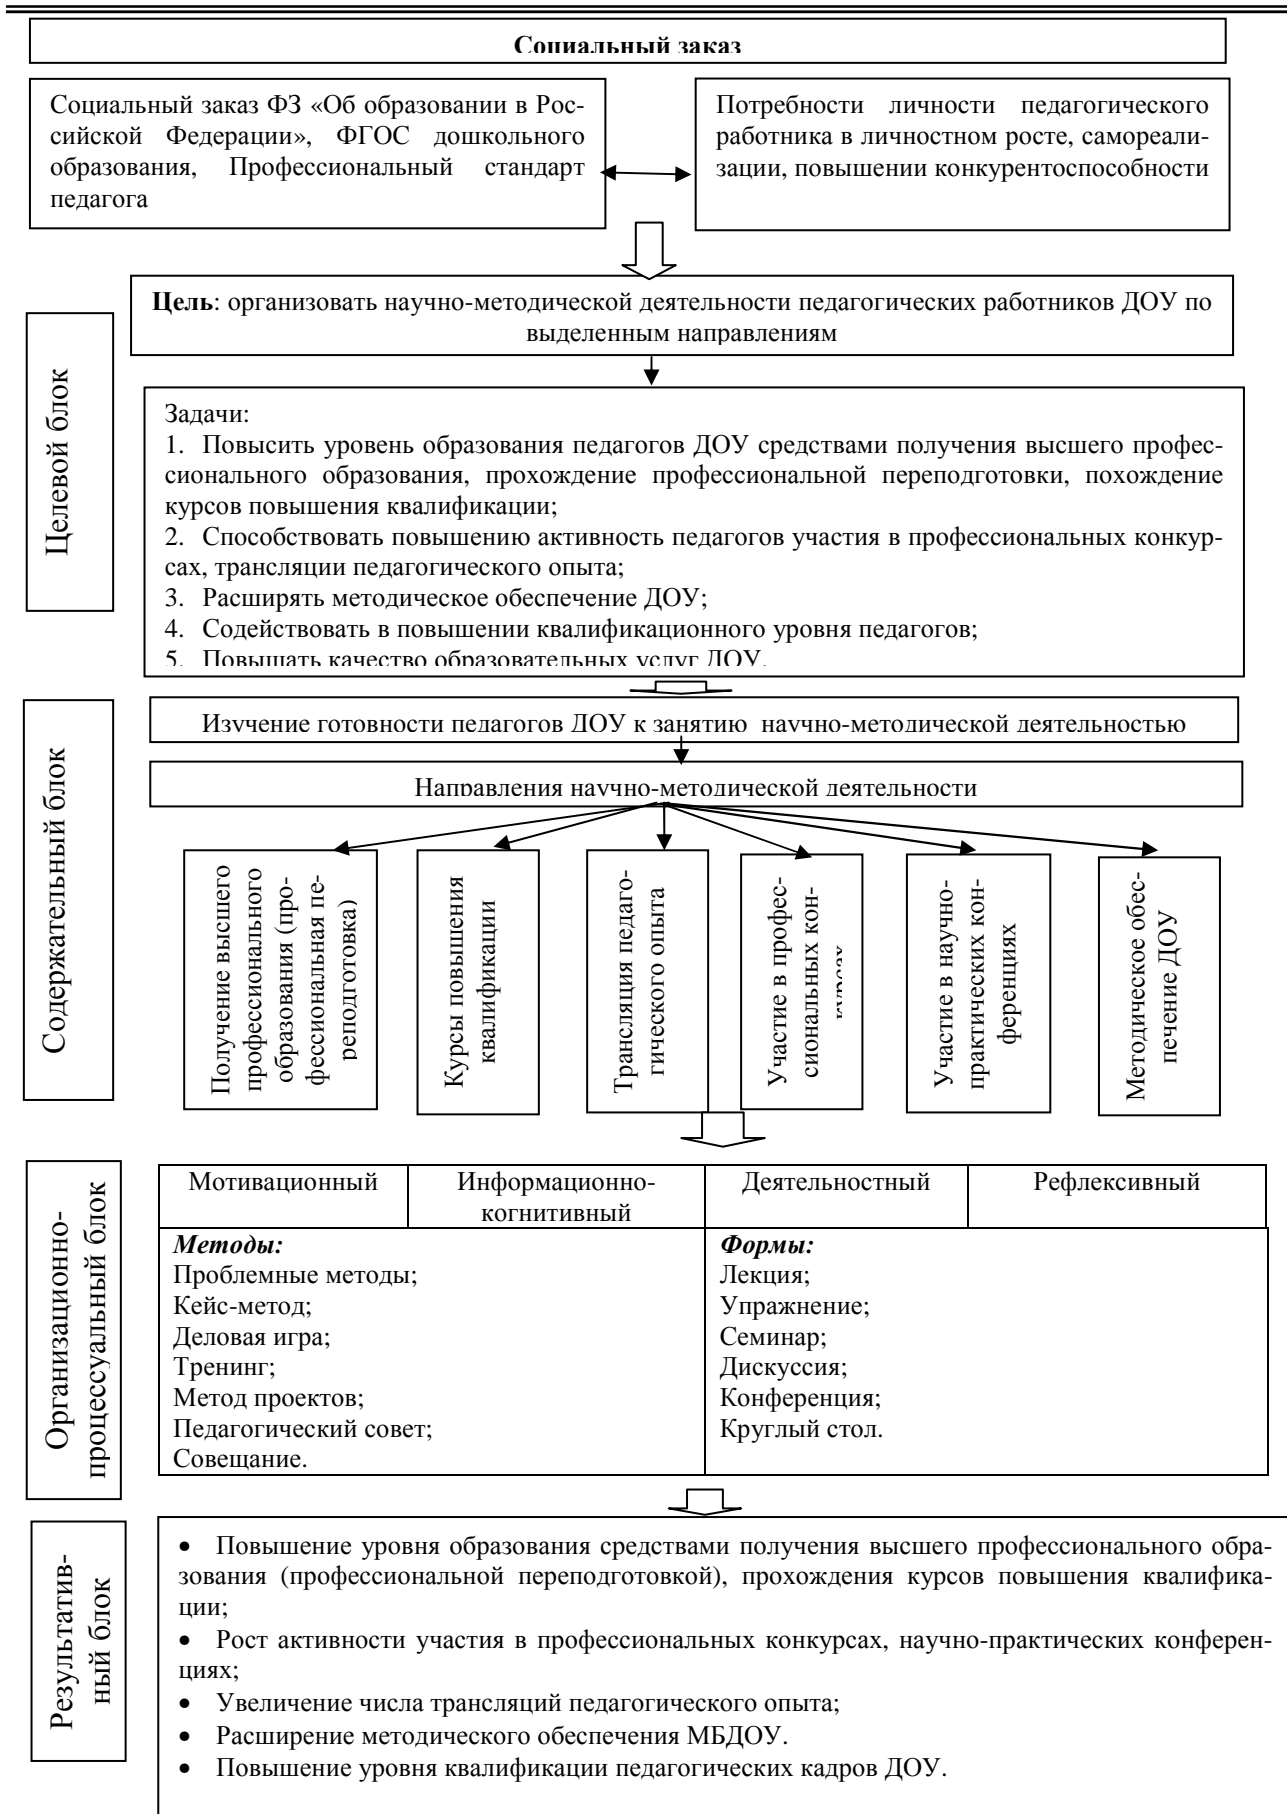 Социальный заказ
Социальный заказ ФЗ «Об образовании в Рос-
сийской Федерации», ФГОС дошкольного
образования, Профессиональный стандарт
педагога
Потребности личности педагогического
работника в личностном росте, самореали-
зации, повышении конкурентоспособности
Целевой блок
Цель: организовать научно-методической деятельности педагогических работников ДОУ по
выделенным направлениям
Задачи:
1. Повысить уровень образования педагогов ДОУ средствами получения высшего профес-
сионального образования, прохождение профессиональной переподготовки, похождение
курсов повышения квалификации;
2. Способствовать повышению активность педагогов участия в профессиональных конкур-
сах, трансляции педагогического опыта;
3. Расширять методическое обеспечение ДОУ;
4. Содействовать в повышении квалификационного уровня педагогов;
5. Повышать качество образовательных услуг ДОУ.
Содержательный блок
Изучение готовности педагогов ДОУ к занятию научно-методической деятельностью
Направления научно-методической деятельности
Получение высшего
профессионального
образования (про-
фессиональная пе-
реподготовка)
Курсы повышения
квалификации
Трансляция педаго-
гического опыта
Участие в профес-
сиональных кон-
курсах
Участие в научно-
практических кон
ференциях
Методическое обес-
печение ДОУ
Организационно-
процессуальный блок
Мотивационный
Информационно-
когнитивный
Деятельностный
Рефлексивный
Методы:
Проблемные методы;
Кейс-метод;
Деловая игра;
Тренинг;
Метод проектов;
Педагогический совет;
Совещание.
Формы:
Лекция;
Упражнение;
Семинар;
Дискуссия;
Конференция;
Круглый стол.
Результатив-
ный блок
• Повышение уровня образования средствами получения высшего профессионального обра-
зования (профессиональной переподготовкой), прохождения курсов повышения квалифика-
ции;
• Рост активности участия в профессиональных конкурсах, научно-практических конферен-
циях;
• Увеличение числа трансляций педагогического опыта;
• Расширение методического обеспечения МБДОУ.
• Повышение уровня квалификации педагогических кадров ДОУ.